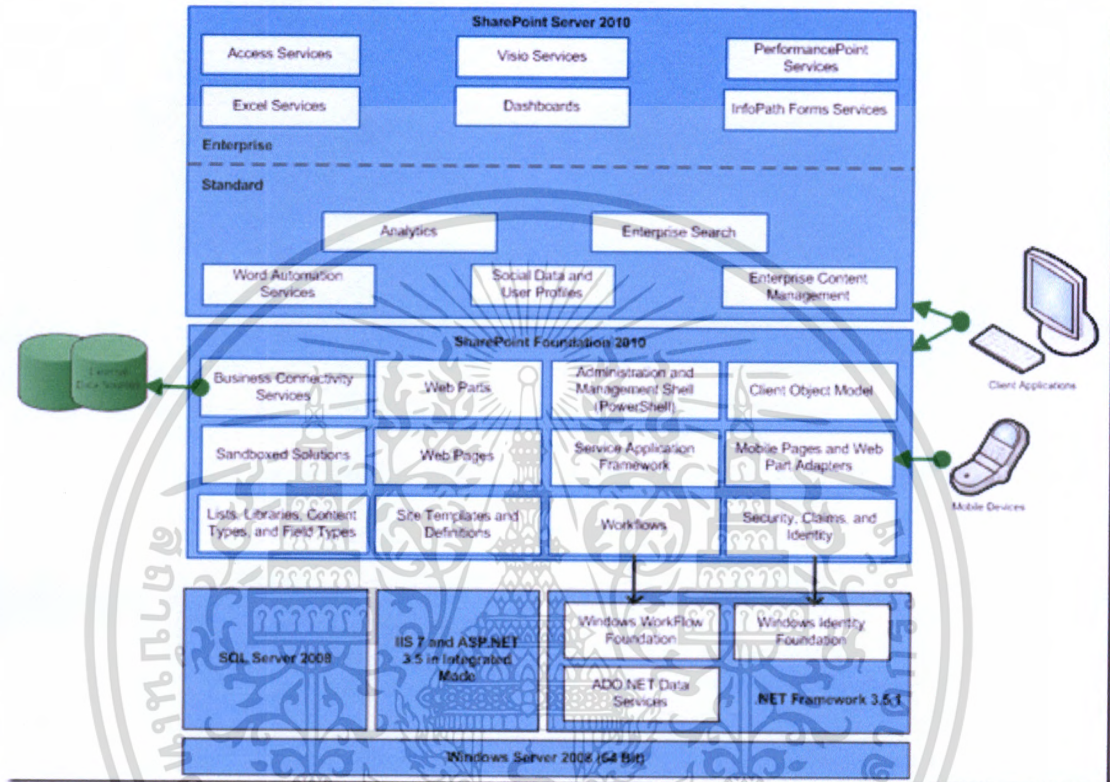 SharePoint Server 2010
Access Services
Visio Services
PerformancePoint
Services
Excel Services
Dashboards
InfoPath Forms Services
Enterprise
Standard
Analytics
Enterprise Search
Word Automation
Services
Social Data and
User Profiles
Enterprise Content
Management
SharePoint Foundation 2010
External
Data Sources
Business Connectivity
Services
Web Parts
Administration and
Management Shell
(PowerShell)
Client Object Model
Client Applications
Sandboxed Solutions
Web Pages
Service Application
Framework
Mobile Pages and Web
Part Adapters
Mobile Devices
Lists, Libraries, Content
Types, and Field Types
Site Templates and
Definitions
Workflows
Security, Claims, and
Identity
SQL Server 2008
IIS 7 and ASP.NET
3.5 in Integrated
Mode
Windows WorkFlow
Foundation
Windows Identity
Foundation
ADO.NET Data
Services
.NET Framework 3.5.1
Windows Server 2008 (64 Bit)